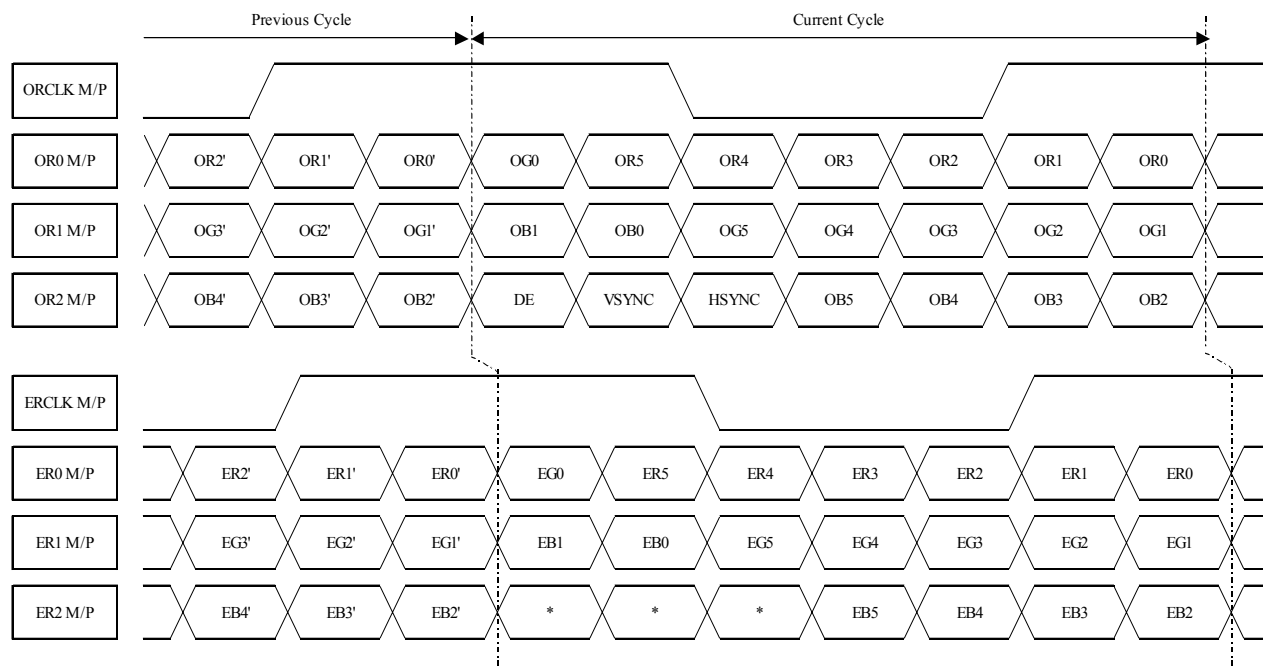 Previous Cycle Current Cycle
ORCLK M/P
OR0 M/P OR2' OR1' OR0' OG0 OR5 OR4 OR3 OR2 OR1 OR0
OR1 M/P OG3' OG2' OG1' OB1 OB0 OG5 OG4 OG3 OG2 OG1
OR2 M/P OB4' OB3' OB2' DE VSYNC HSYNC OB5 OB4 OB3 OB2
ERCLK M/P
ER0 M/P ER2' ER1' ER0' EG0 ER5 ER4 ER3 ER2 ER1 ER0
ER1 M/P EG3' EG2' EG1' EB1 EB0 EG5 EG4 EG3 EG2 EG1
ER2 M/P EB4' EB3' EB2' * * * EB5 EB4 EB3 EB2